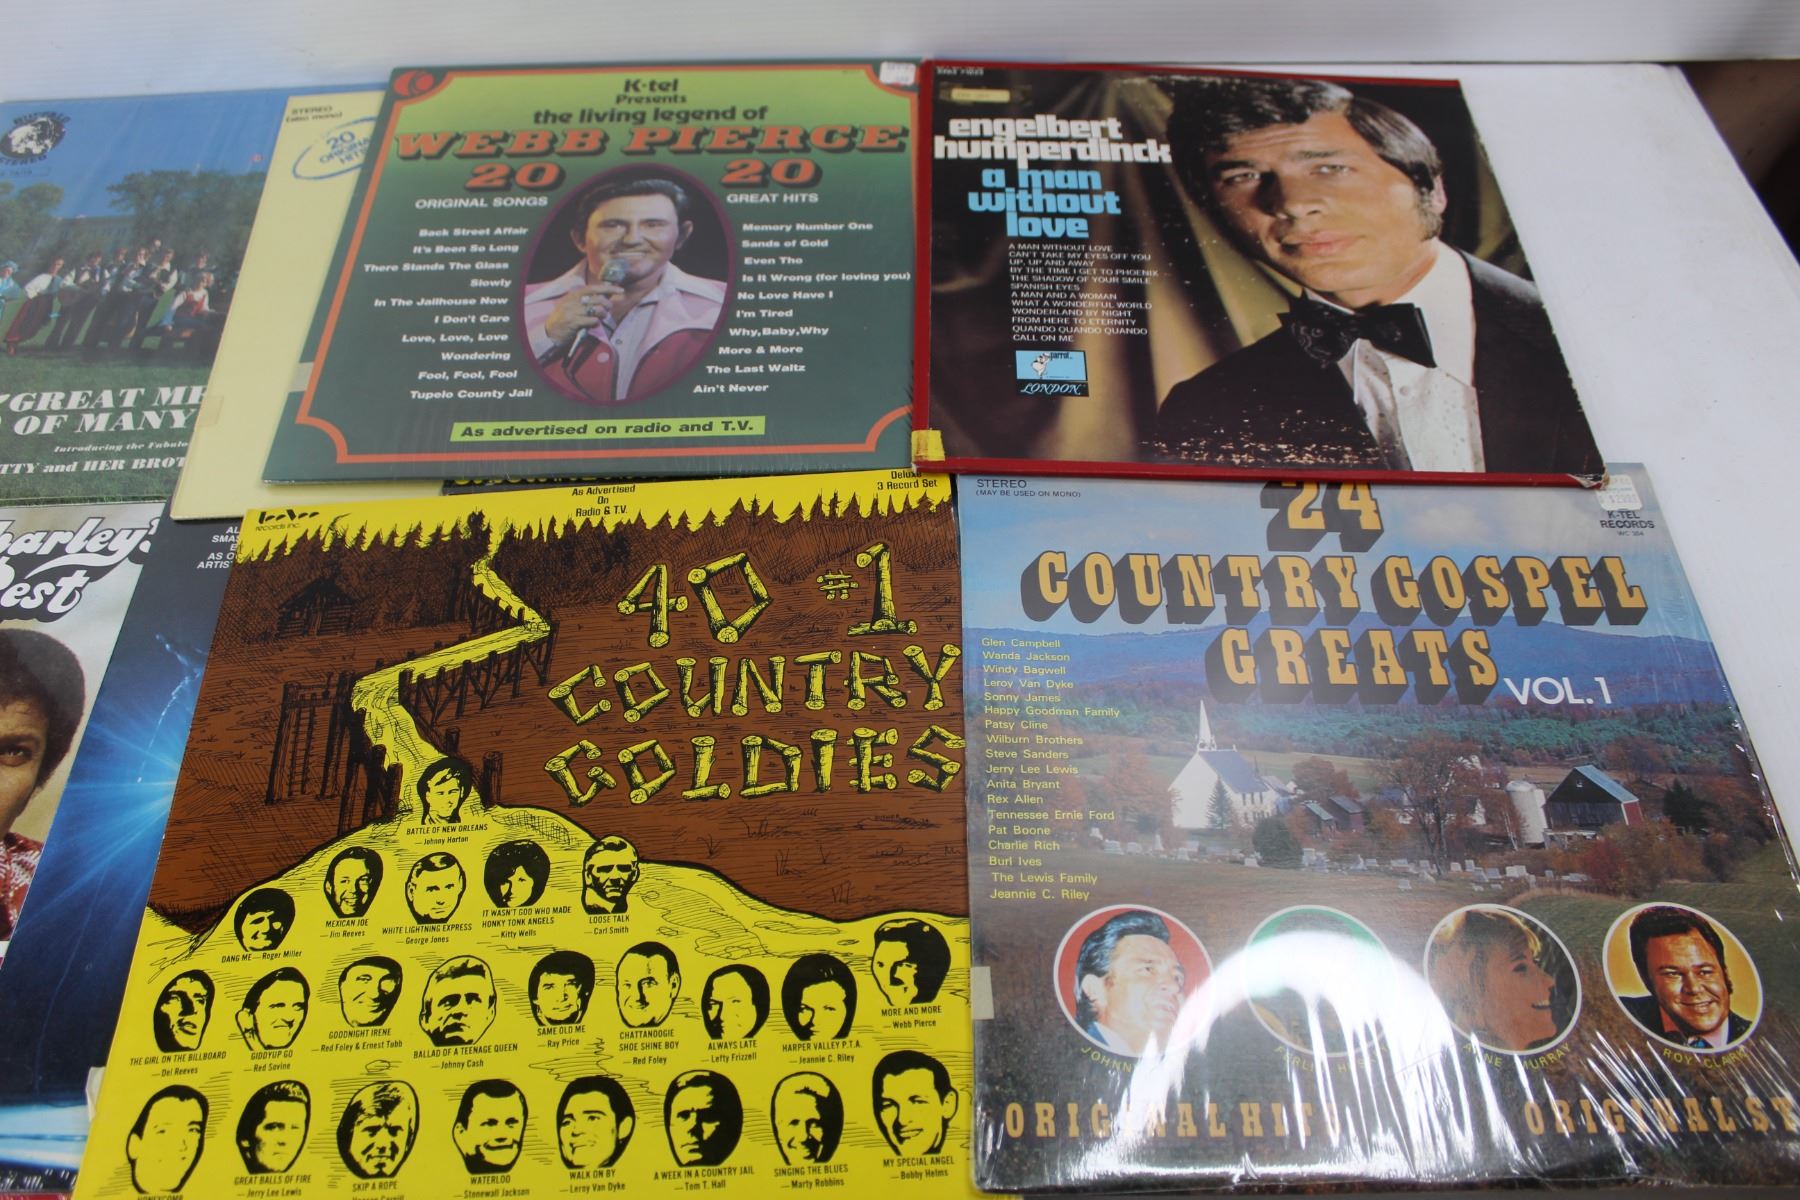 STEREO
GREAT
OF MANY
Introducing the
and HER
STEREO
(also mono)
20
K-tel
Presents
the living legend of
WEBB PIERCE
20 20
ORIGINAL SONGS
GREAT HITS
Back Street Affair
It's Been So Long
There Stands The Glass
Slowly
In The Jailhouse Now
I Don't Care
Love, Love, Love
Wondering
Fool, Fool, Fool
Tupelo County Jail
Memory Number One
Sands of Gold
Even Tho
Is It Wrong (for loving you)
No Love Have I
I'm Tired
Why,Baby,Why
More & More
The Last Waltz
Ain't Never
As advertised on radio and T.V.
engelbert
humperdinck
a man
without
love
A MAN WITHOUT LOVE
CAN'T TAKE MY EYES OFF YOU
UP, UP AND AWAY
BY THE TIME I GET TO PHOENIX
THE SHADOW OF YOUR SMILE
SPANISH EYES
A MAN AND A WOMAN
WHAT A WONDERFUL WORLD
WONDERLAND BY NIGHT
FROM HERE TO ETERNITY
QUANDO QUANDO QUANDO
CALL ON ME
parrot
LONDON
records inc.
As Advertised
On
Radio & T.V.
Deluxe
3 Record Set
40 #1
COUNTRY
GOLDIES
BATTLE OF NEW ORLEANS
—Johnny Horton
MEXICAN JOE
—Jim Reeves
WHITE LIGHTNING EXPRESS
—George Jones
IT WASN'T GOD WHO MADE
HONKY TONK ANGELS
—Kitty Wells
LOOSE TALK
—Carl Smith
DANG ME—Roger Miller
THE GIRL ON THE BILLBOARD
—Del Reeves
GIDDYUP GO
—Red Sovine
GOODNIGHT IRENE
—Red Foley & Ernest Tubb
BALLAD OF A TEENAGE QUEEN
—Johnny Cash
SAME OLD ME
—Ray Price
CHATTANOOGIE
SHOE SHINE BOY
—Red Foley
ALWAYS LATE
—Lefty Frizzell
HARPER VALLEY P.T.A.
—Jeannie C. Riley
MORE AND MORE
—Webb Pierce
HONEYCOMB
GREAT BALLS OF FIRE
—Jerry Lee Lewis
SKIP A ROPE
WATERLOO
—Stonewall Jackson
WALK ON BY
—Leroy Van Dyke
A WEEK IN A COUNTRY JAIL
—Tom T. Hall
SINGING THE BLUES
—Marty Robbins
MY SPECIAL ANGEL
—Bobby Helms
STEREO
(MAY BE USED ON MONO)
K-TEL
RECORDS
WC 304
24
COUNTRY GOSPEL
GREATS VOL.1
Glen Campbell
Wanda Jackson
Windy Bagwell
Leroy Van Dyke
Sonny James
Happy Goodman Family
Patsy Cline
Wilburn Brothers
Steve Sanders
Jerry Lee Lewis
Anita Bryant
Rex Allen
Tennessee Ernie Ford
Pat Boone
Charlie Rich
Burl Ives
The Lewis Family
Jeannie C. Riley
ANNE MURRAY
ROY CLARK
ORIGINAL HITS ORIGINAL